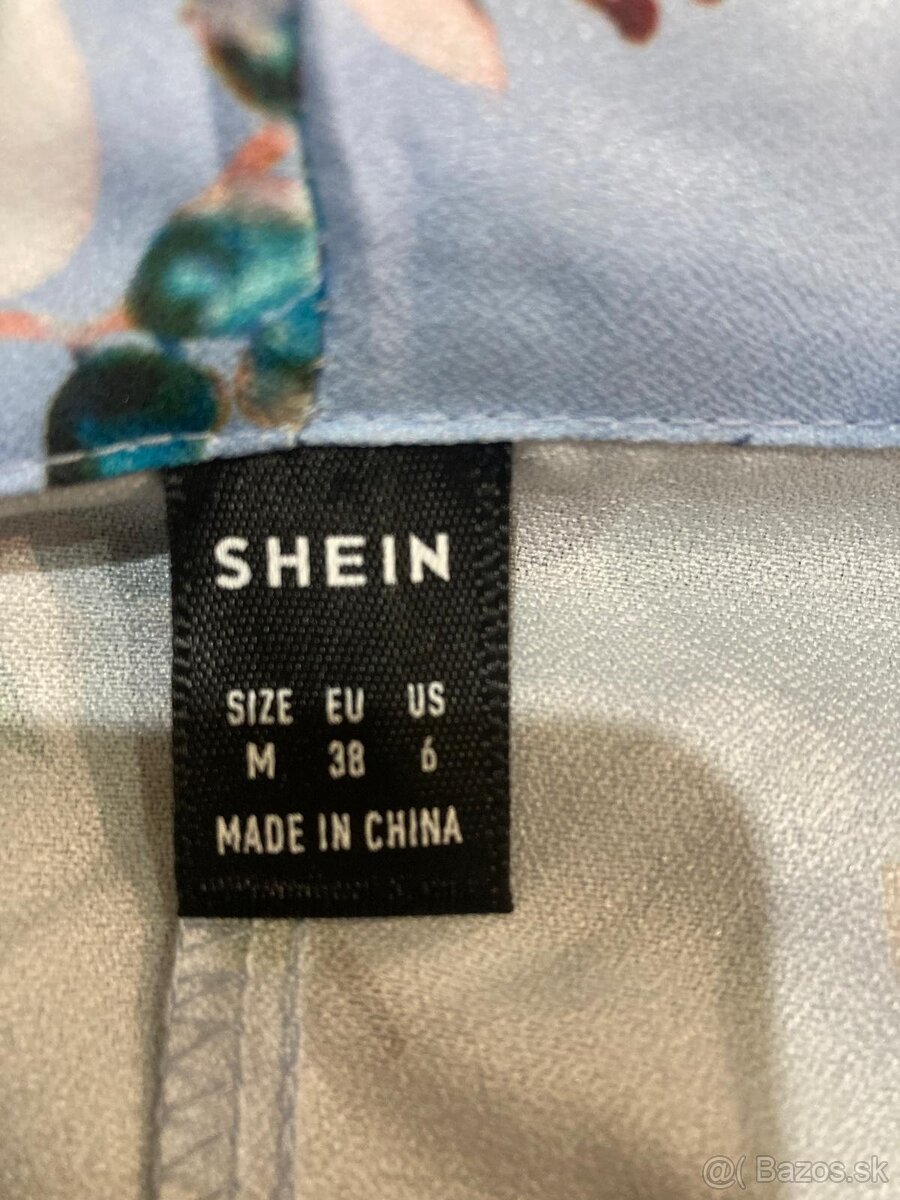 SHEIN
SIZE EU US
M 38 6
MADE IN CHINA
@( Bazos.sk